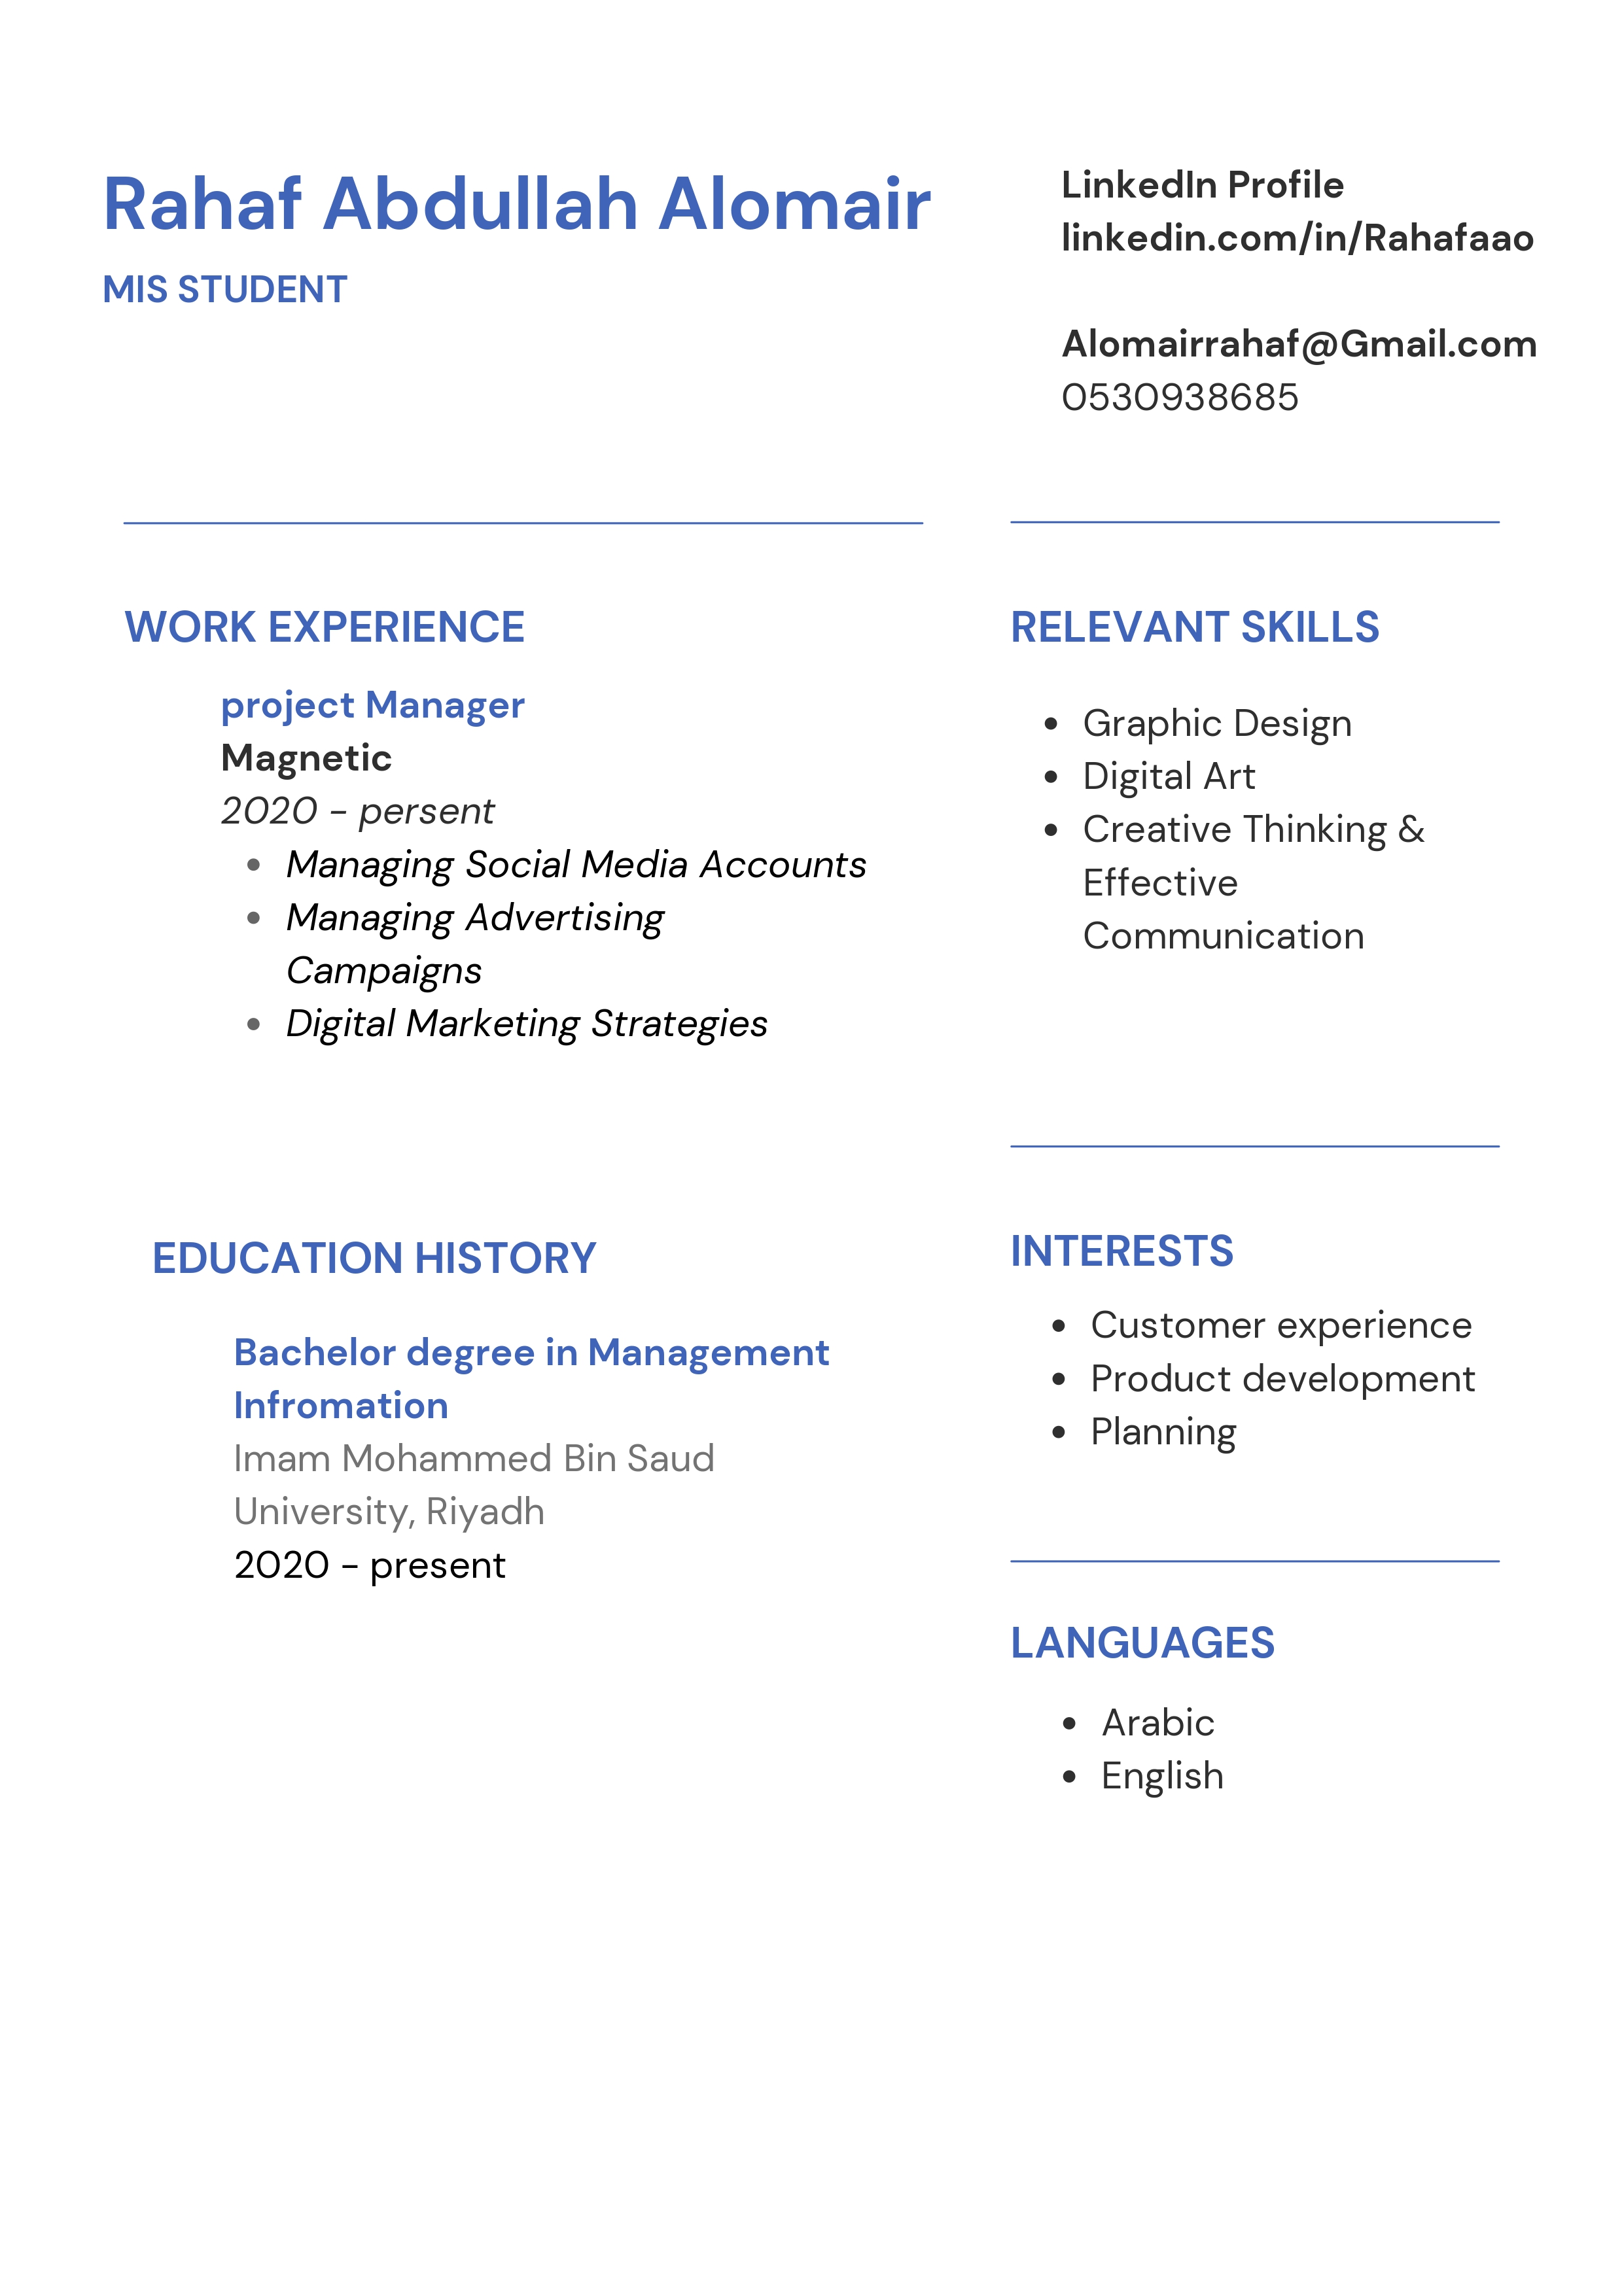 Rahaf Abdullah Alomair
MIS STUDENT
LinkedIn Profile
linkedin.com/in/Rahafaao
Alomairrahaf@Gmail.com
0530938685
WORK EXPERIENCE
project Manager
Magnetic
2020 - persent
• Managing Social Media Accounts
• Managing Advertising
Campaigns
• Digital Marketing Strategies
EDUCATION HISTORY
Bachelor degree in Management
Infromation
Imam Mohammed Bin Saud
University, Riyadh
2020 - present
RELEVANT SKILLS
• Graphic Design
• Digital Art
• Creative Thinking &
Effective
Communication
INTERESTS
• Customer experience
• Product development
• Planning
LANGUAGES
• Arabic
• English